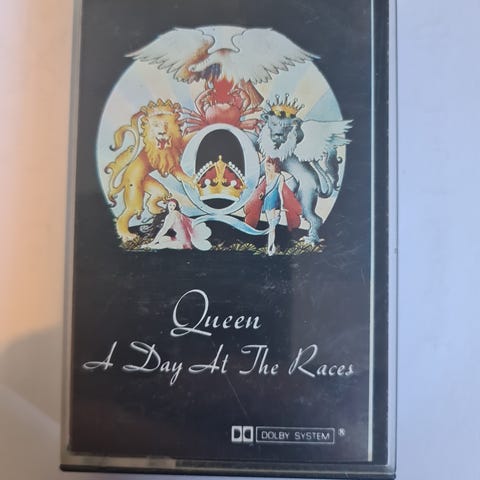 Queen
A Day At The Races
DOLBY SYSTEM ®